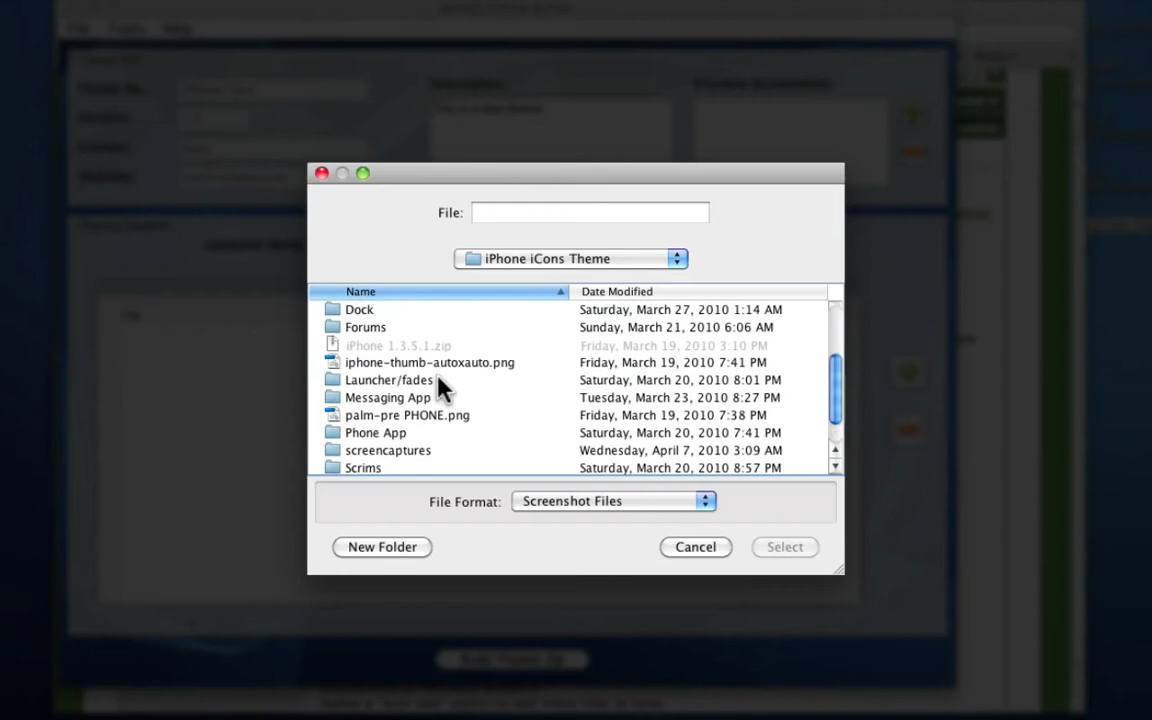 File:
iPhone iCons Theme
Name Date Modified
Dock Saturday, March 27, 2010 1:14 AM
Forums Sunday, March 21, 2010 6:06 AM
iPhone 1.3.5.1.zip Friday, March 19, 2010 3:10 PM
iphone-thumb-autoxauto.png Friday, March 19, 2010 7:41 PM
Launcher/fades Saturday, March 20, 2010 8:01 PM
Messaging App Tuesday, March 23, 2010 8:27 PM
palm-pre PHONE.png Friday, March 19, 2010 7:38 PM
Phone App Saturday, March 20, 2010 7:41 PM
screencaptures Wednesday, April 7, 2010 3:09 AM
Scrims Saturday, March 20, 2010 8:57 PM
File Format: Screenshot Files
New Folder Cancel Select